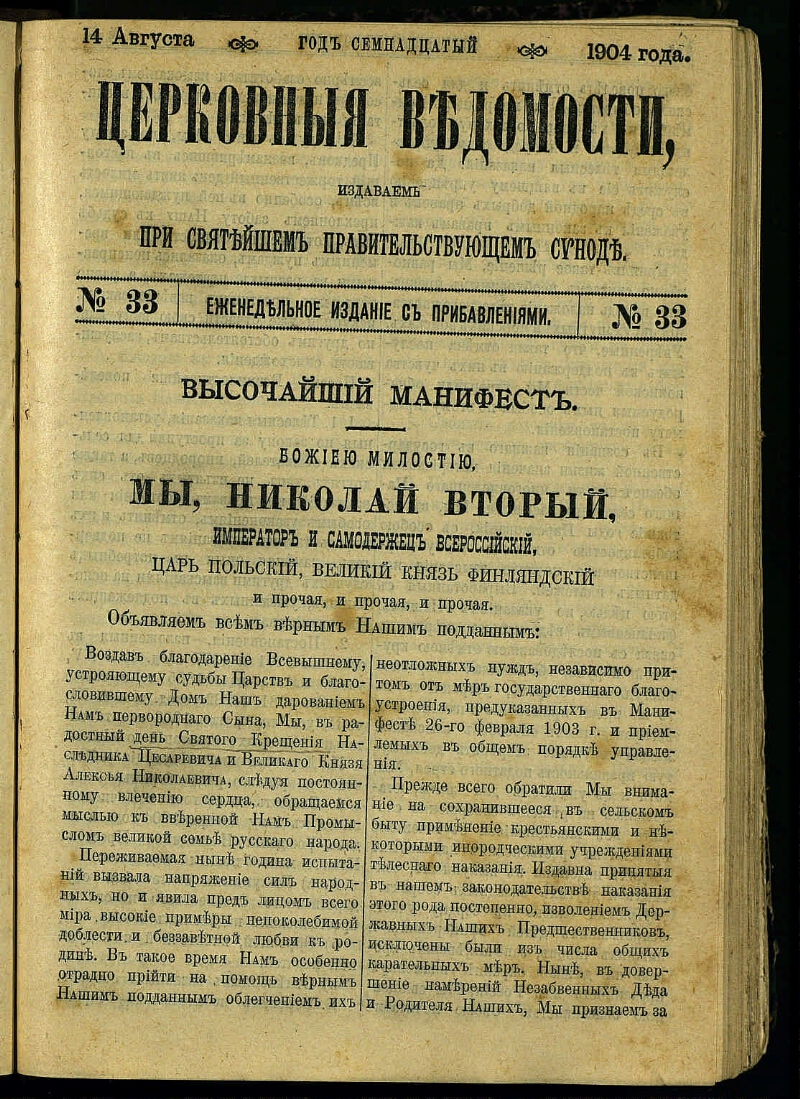 14 Августа
ГОДЪ СЕМНАДЦАТЫЙ
1904 года.
ЦЕРКОВНЫЯ ВѢДОМОСТИ,
ИЗДАВАЕМЫ
ПРИ СВЯТѢЙШЕМЪ ПРАВИТЕЛЬСТВУЮЩЕМЪ СѴНОДѢ.
№ 33
ЕЖЕНЕДѢЛЬНОЕ ИЗДАНІЕ СЪ ПРИБАВЛЕНІЯМИ.
№ 33
ВЫСОЧАЙШІЙ МАНИФЕСТЪ.
БОЖІЕЮ МИЛОСТІЮ,
МЫ, НИКОЛАЙ ВТОРЫЙ,
ИМПЕРАТОРЪ И САМОДЕРЖЕЦЪ ВСЕРОССІЙСКІЙ,
ЦАРЬ ПОЛЬСКІЙ, ВЕЛИКІЙ КНЯЗЬ ФИНЛЯНДСКІЙ
и прочая, и прочая, и прочая.
Объявляемъ всѣмъ вѣрнымъ Нашимъ подданнымъ:
Воздавъ благодареніе Всевышнему,
устрояющему судьбы Царствъ и благо-
словившему Домъ Нашъ дарованіемъ
Намъ первороднаго Сына, Мы, въ ра-
достный день Святого Крещенія На-
слѣдника Цесаревича и Великаго Князя
Алексѣя Николаевича, слѣдуя постоян-
ному влеченію сердца, обращаемся
мыслью къ ввѣренной Намъ Промы-
сломъ великой семьѣ русскаго народа.
Переживаемая нынѣ година испыта-
ній вызвала напряженіе силъ народ-
ныхъ, но и явила предъ лицомъ всего
міра высокіе примѣры непоколебимой
доблести и беззавѣтной любви къ ро-
динѣ. Въ такое время Намъ особенно
отрадно прійти на помощь вѣрнымъ
Нашимъ подданнымъ облегченіемъ ихъ
неотложныхъ нуждъ, независимо при-
томъ отъ мѣръ государственнаго благо-
устроенія, предуказанныхъ въ Мани-
фестѣ 26-го февраля 1903 г. и пріем-
лемыхъ въ общемъ порядкѣ управле-
нія.
Прежде всего обратили Мы внима-
ніе на сохранившееся въ сельскомъ
быту примѣненіе крестьянскими и нѣ-
которыми инородческими учрежденіями
тѣлеснаго наказанія. Издавна принятыя
въ нашемъ законодательствѣ наказанія
этого рода постепенно, изволеніемъ Дер-
жавныхъ Нашихъ Предшественниковъ,
исключены были изъ числа общихъ
карательныхъ мѣръ. Нынѣ, въ довер-
шеніе намѣреній Незабвенныхъ Дѣда
и Родителя Нашихъ, Мы признаемъ за